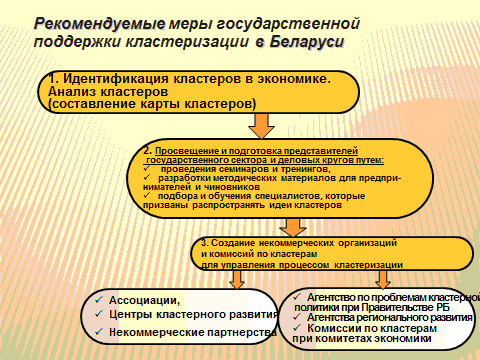 Рекомендуемые меры государственной
поддержки кластеризации в Беларуси
1. Идентификация кластеров в экономике.
Анализ кластеров
(составление карты кластеров)
2. Просвещение и подготовка представителей
государственного сектора и деловых кругов путем:
✓ проведения семинаров и тренингов,
✓ разработки методических материалов для предпри-
нимателей и чиновников
✓ подбора и обучения специалистов, которые
призваны распространять идеи кластеров
3. Создание некоммерческих организаций
и комиссий по кластерам
для управления процессом кластеризации
✓ Ассоциации,
✓ Центры кластерного развития
✓ Некоммерческие партнерства
✓ Агентство по проблемам кластерной
политики при Правительстве РБ
✓ Агентства регионального развития
✓ Комиссии по кластерам
при комитетах экономики